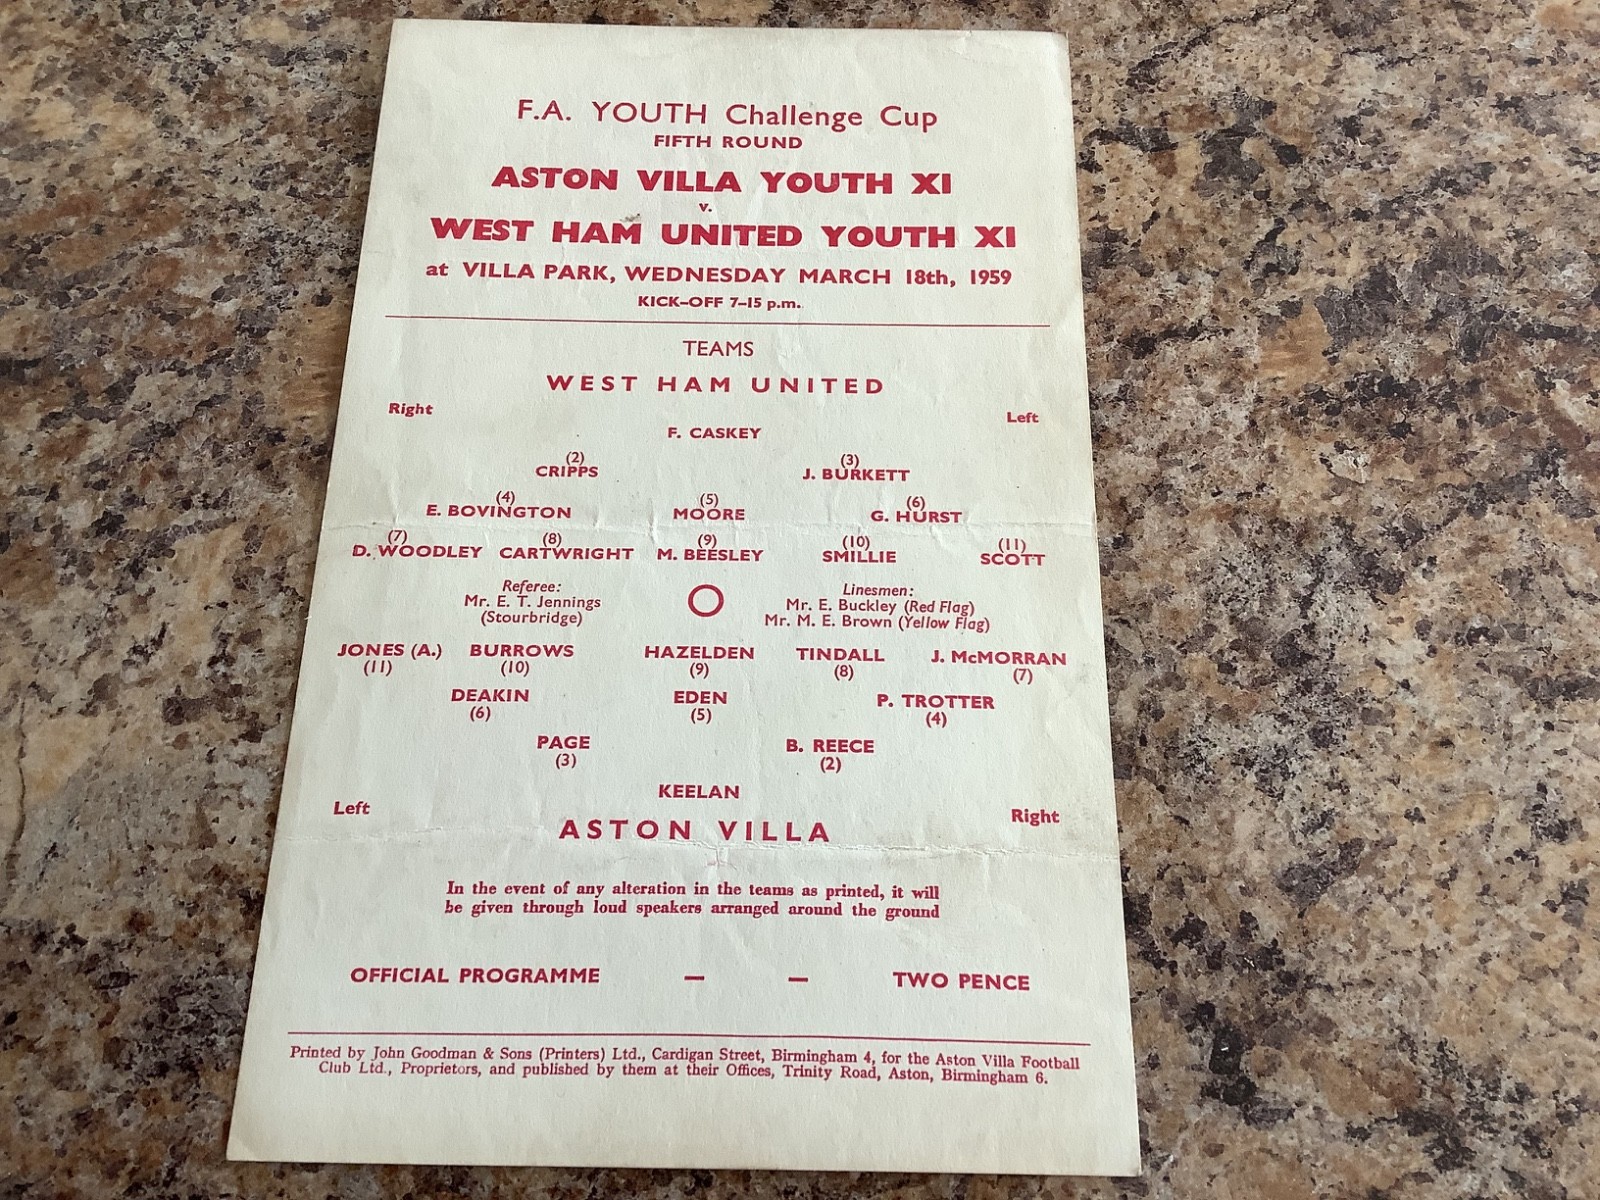 F.A. YOUTH Challenge Cup
FIFTH ROUND
ASTON VILLA YOUTH XI
v.
WEST HAM UNITED YOUTH XI
at VILLA PARK, WEDNESDAY MARCH 18th, 1959
KICK-OFF 7-15 p.m.
TEAMS
WEST HAM UNITED
Right Left
F. CASKEY
(2) (3)
CRIPPS J. BURKETT
(4) (5) (6)
E. BOVINGTON MOORE G. HURST
(7) (8) (9) (10) (11)
D. WOODLEY CARTWRIGHT M. BEESLEY SMILLIE SCOTT
Referee: Linesmen:
Mr. E. T. Jennings Mr. E. Buckley (Red Flag)
(Stourbridge) Mr. M. E. Brown (Yellow Flag)
JONES (A.) BURROWS HAZELDEN TINDALL J. McMORRAN
(11) (10) (9) (8) (7)
DEAKIN EDEN P. TROTTER
(6) (5) (4)
PAGE B. REECE
(3) (2)
KEELAN
Left Right
ASTON VILLA
In the event of any alteration in the teams as printed, it will
be given through loud speakers arranged around the ground
OFFICIAL PROGRAMME — — TWO PENCE
Printed by John Goodman & Sons (Printers) Ltd., Cardigan Street, Birmingham 4, for the Aston Villa Football
Club Ltd., Proprietors, and published by them at their Offices, Trinity Road, Aston, Birmingham 6.